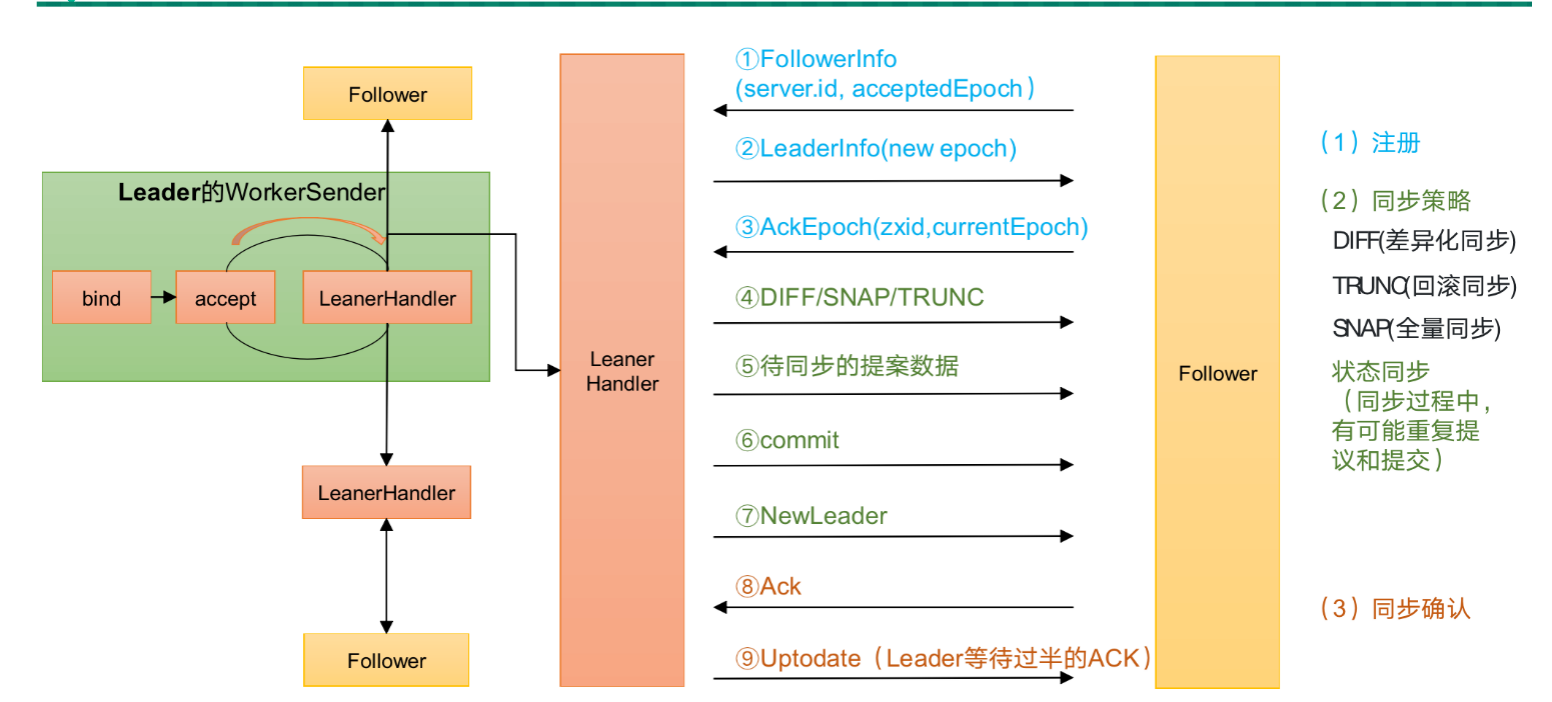 Follower
Leader的WorkerSender
bind
accept
LeanerHandler
LeanerHandler
Follower
Leaner
Handler
①FollowerInfo
(server.id, acceptedEpoch）
②LeaderInfo(new epoch)
③AckEpoch(zxid,currentEpoch)
④DIFF/SNAP/TRUNC
⑤待同步的提案数据
⑥commit
⑦NewLeader
⑧Ack
⑨Uptodate（Leader等待过半的ACK）
Follower
（1）注册
（2）同步策略
DIFF(差异化同步)
TRUNC(回滚同步)
SNAP(全量同步)
状态同步
（同步过程中，
有可能重复提
议和提交）
（3）同步确认